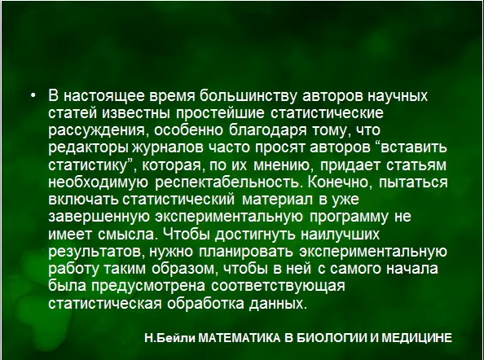 • В настоящее время большинству авторов научных
статей известны простейшие статистические
рассуждения, особенно благодаря тому, что
редакторы журналов часто просят авторов “вставить
статистику”, которая, по их мнению, придает статьям
необходимую респектабельность. Конечно, пытаться
включать статистический материал в уже
завершенную экспериментальную программу не
имеет смысла. Чтобы достигнуть наилучших
результатов, нужно планировать экспериментальную
работу таким образом, чтобы в ней с самого начала
была предусмотрена соответствующая
статистическая обработка данных.
Н.Бейли МАТЕМАТИКА В БИОЛОГИИ И МЕДИЦИНЕ